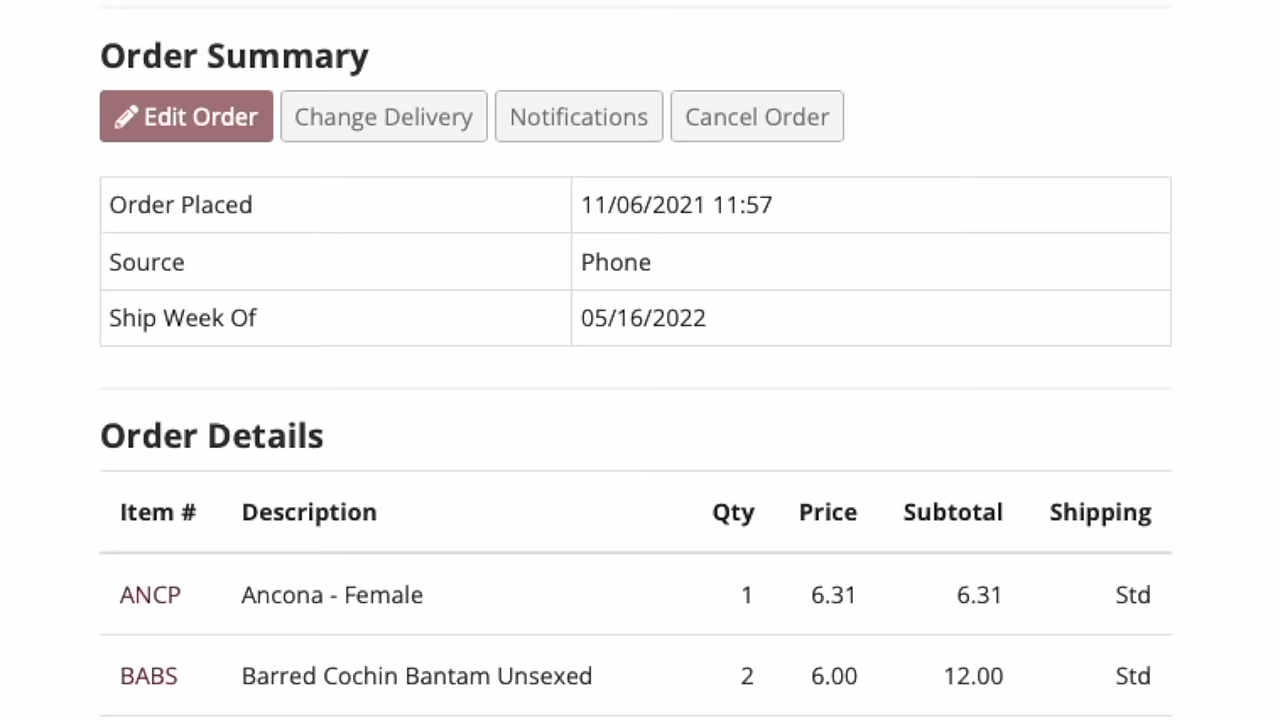 Order Summary
Edit Order Change Delivery Notifications Cancel Order
Order Placed 11/06/2021 11:57
Source Phone
Ship Week Of 05/16/2022
Order Details
Item # Description Qty Price Subtotal Shipping
ANCP Ancona - Female 1 6.31 6.31 Std
BABS Barred Cochin Bantam Unsexed 2 6.00 12.00 Std